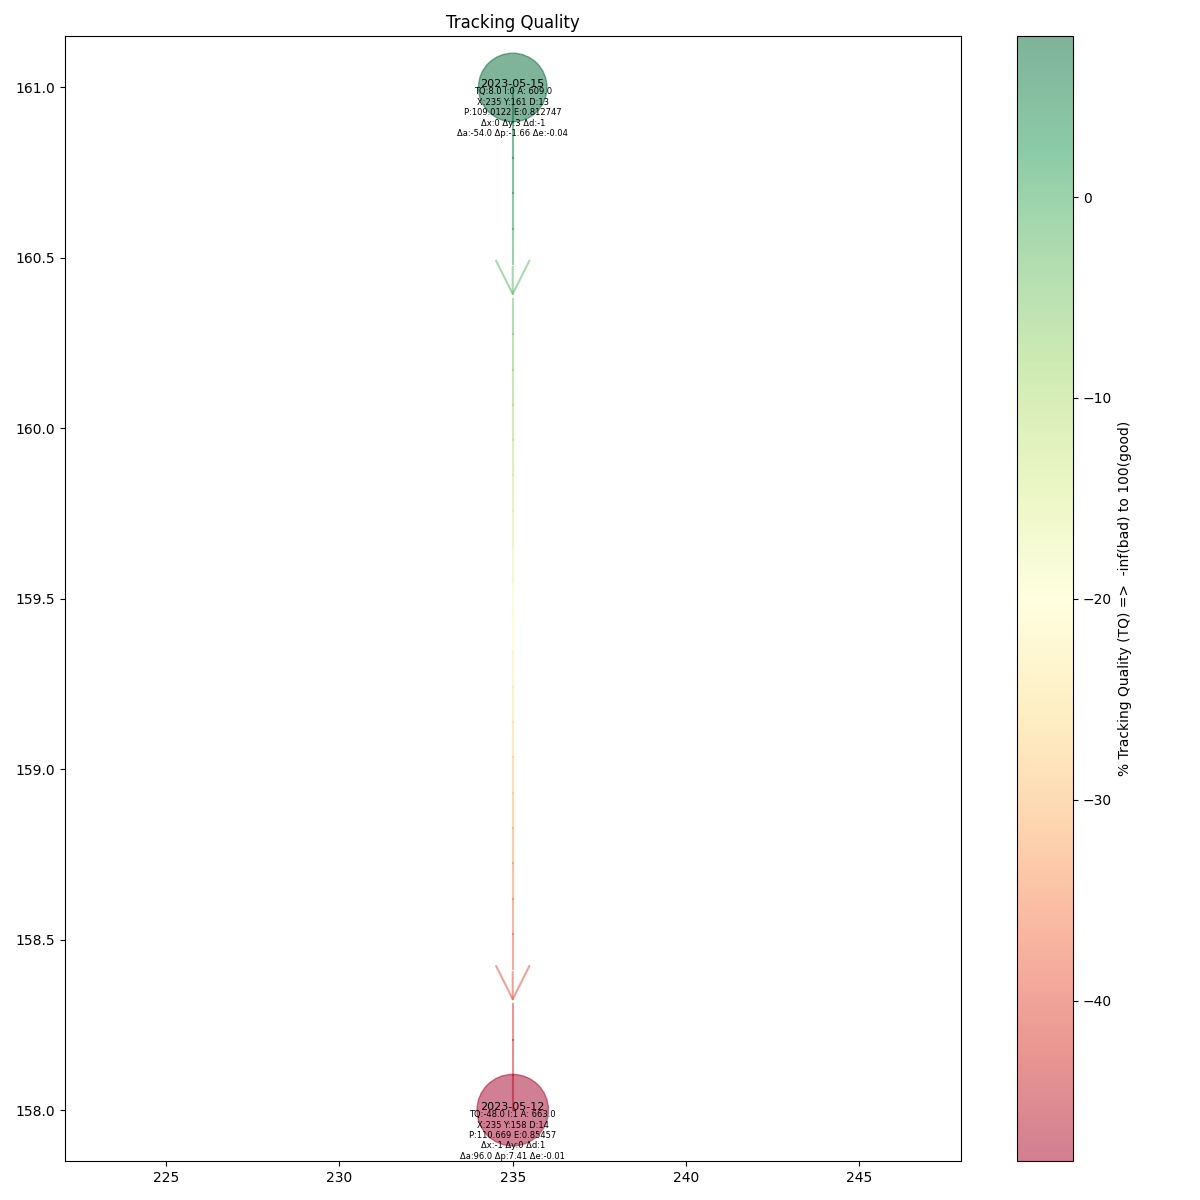 Tracking Quality
161.0
160.5
160.0
159.5
159.0
158.5
158.0
2023-05-15
TQ:8.0 I:0 A: 609.0
X:235 Y:161 D:13
P:109.0122 E:0.812747
Δx:0 Δy:3 Δd:-1
Δa:-54.0 Δp:-1.66 Δe:-0.04
2023-05-12
TQ:-48.0 I:1 A: 663.0
X:235 Y:158 D:14
P:110.669 E:0.85457
Δx:-1 Δy:0 Δd:1
Δa:96.0 Δp:7.41 Δe:-0.01
225
230
235
240
245
0
−10
−20
−30
−40
% Tracking Quality (TQ) => -inf(bad) to 100(good)